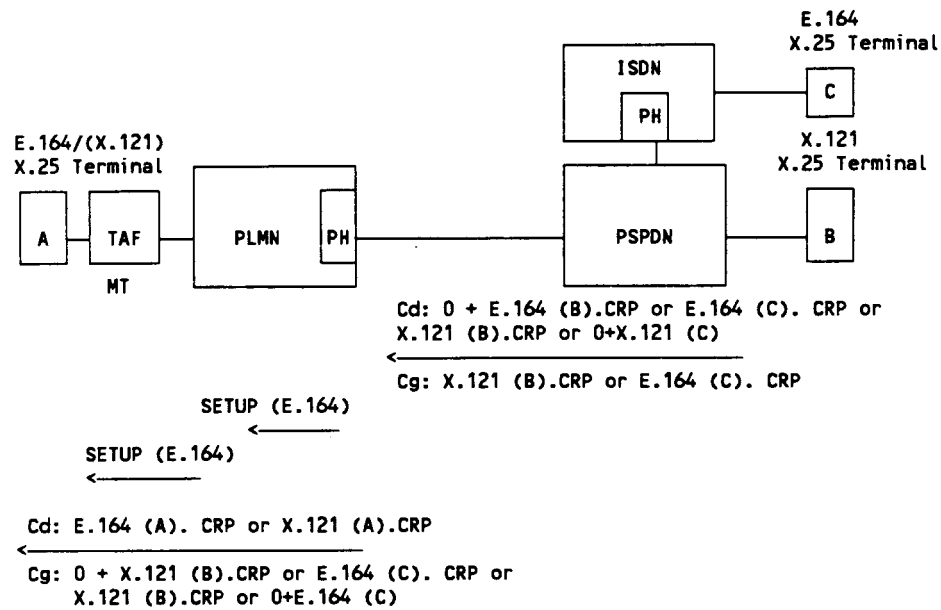 E.164
X.25 Terminal
ISDN
C
PH
E.164/(X.121)
X.25 Terminal
X.121
X.25 Terminal
A
TAF
PLMN
PH
PSPDN
B
MT
Cd: 0 + E.164 (B).CRP or E.164 (C). CRP or
X.121 (B).CRP or 0+X.121 (C)
Cg: X.121 (B).CRP or E.164 (C). CRP
SETUP (E.164)
SETUP (E.164)
Cd: E.164 (A). CRP or X.121 (A).CRP
Cg: 0 + X.121 (B).CRP or E.164 (C). CRP or
X.121 (B).CRP or 0+E.164 (C)